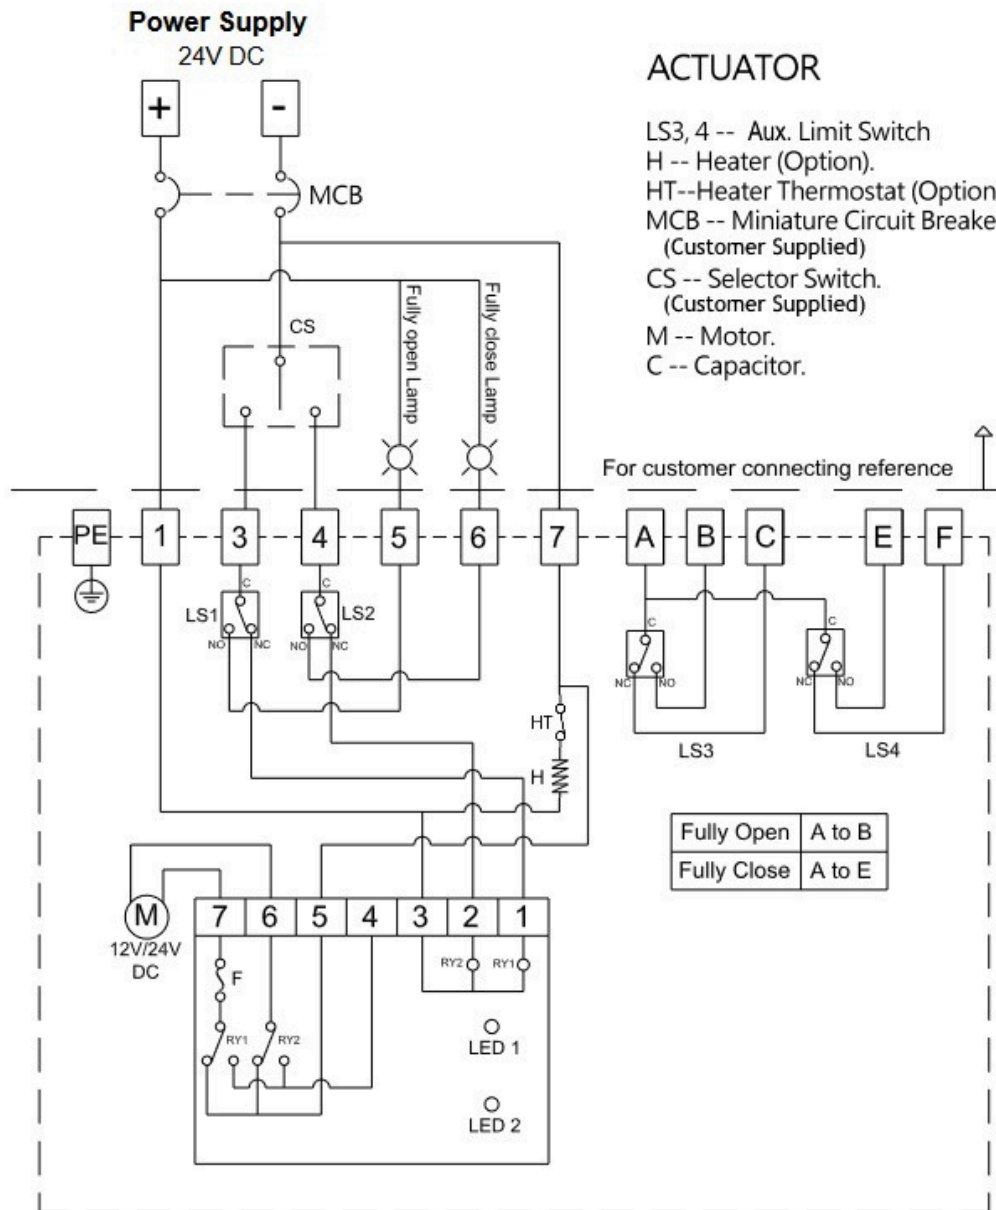 Power Supply
24V DC
+ -
MCB
ACTUATOR
LS3, 4 -- Aux. Limit Switch
H -- Heater (Option).
HT--Heater Thermostat (Option
MCB -- Miniature Circuit Breake
(Customer Supplied)
CS -- Selector Switch.
(Customer Supplied)
M -- Motor.
C -- Capacitor.
CS
Fully open Lamp
Fully close Lamp
For customer connecting reference
PE 1 3 4 5 6 7 A B C E F
C C
LS1 LS2
NO NC NO NC
C C
NC NO NC NO
LS3 LS4
HT
H
Fully Open A to B
Fully Close A to E
M
12V/24V
DC
7 6 5 4 3 2 1
F
RY2 RY1
RY1 RY2
LED 1
LED 2